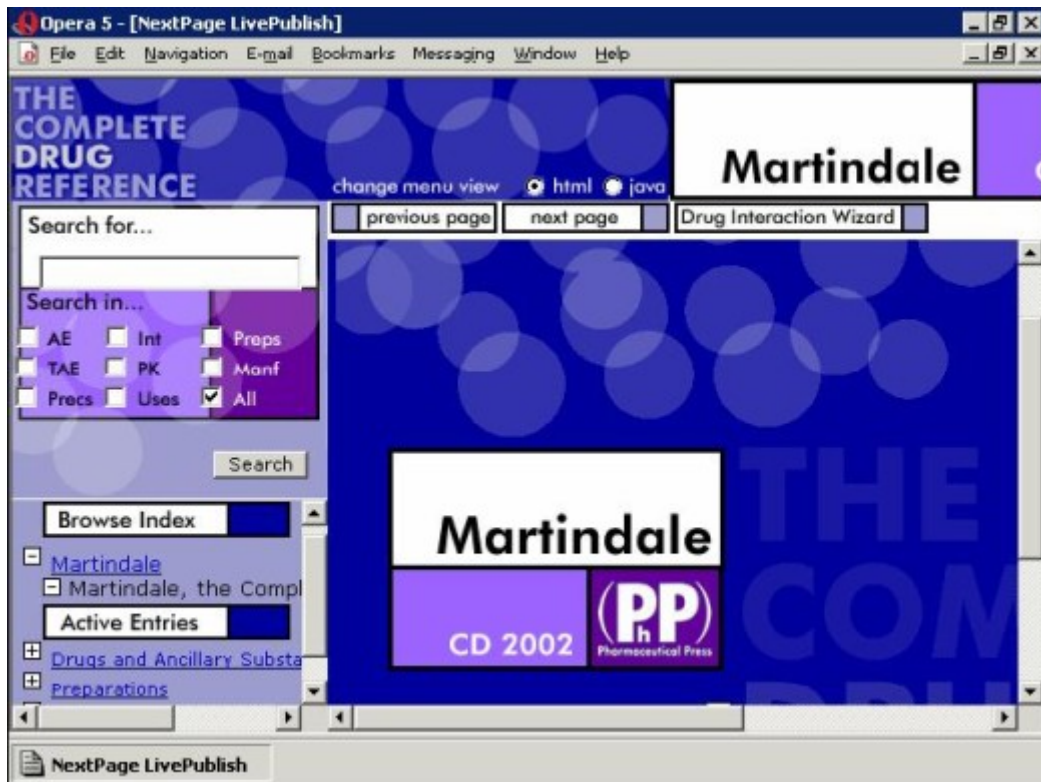 Opera 5 - [NextPage LivePublish]
File Edit Navigation E-mail Bookmarks Messaging Window Help
THE
COMPLETE
DRUG
REFERENCE
change menu view html java
Martindale
previous page next page Drug Interaction Wizard
Search for...
Search in...
AE Int Preps
TAE PK Manf
Precs Uses All
Search
Browse Index
Martindale
Martindale, the Compl
Active Entries
Drugs and Ancillary Substa
Preparations
Martindale
CD 2002
(PhP)
Pharmaceutical Press
THE
COM
DRU
NextPage LivePublish